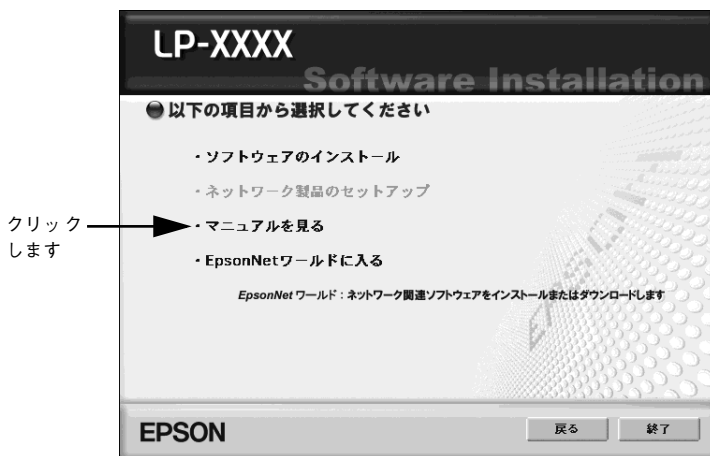 LP-XXXX
Software Installation
以下の項目から選択してください
・ソフトウェアのインストール
・ネットワーク製品のセットアップ
クリック
します
・マニュアルを見る
・EpsonNetワールドに入る
EpsonNet ワールド：ネットワーク関連ソフトウェアをインストールまたはダウンロードします
EPSON
EPSON
戻る
終了